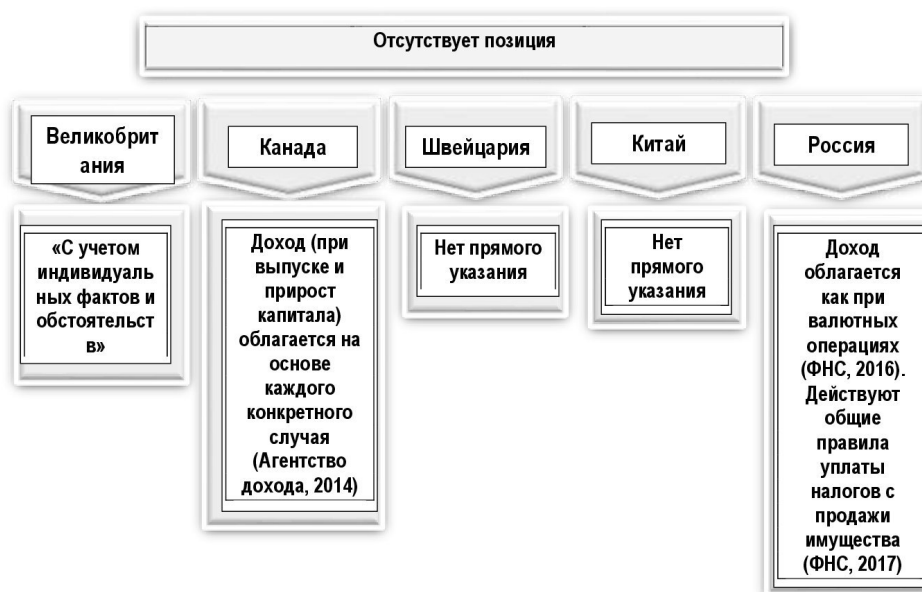 Отсутствует позиция
Великобрит
ания
Канада
Швейцария
Китай
Россия
«С учетом
индивидуаль
ных фактов и
обстоятельст
в»
Доход (при
выпуске и
прирост
капитала)
облагается на
основе
каждого
конкретного
случая
(Агентство
дохода, 2014)
Нет прямого
указания
Нет
прямого
указания
Доход
облагается
как при
валютных
операциях
(ФНС, 2016).
Действуют
общие
правила
уплаты
налогов с
продажи
имущества
(ФНС, 2017)